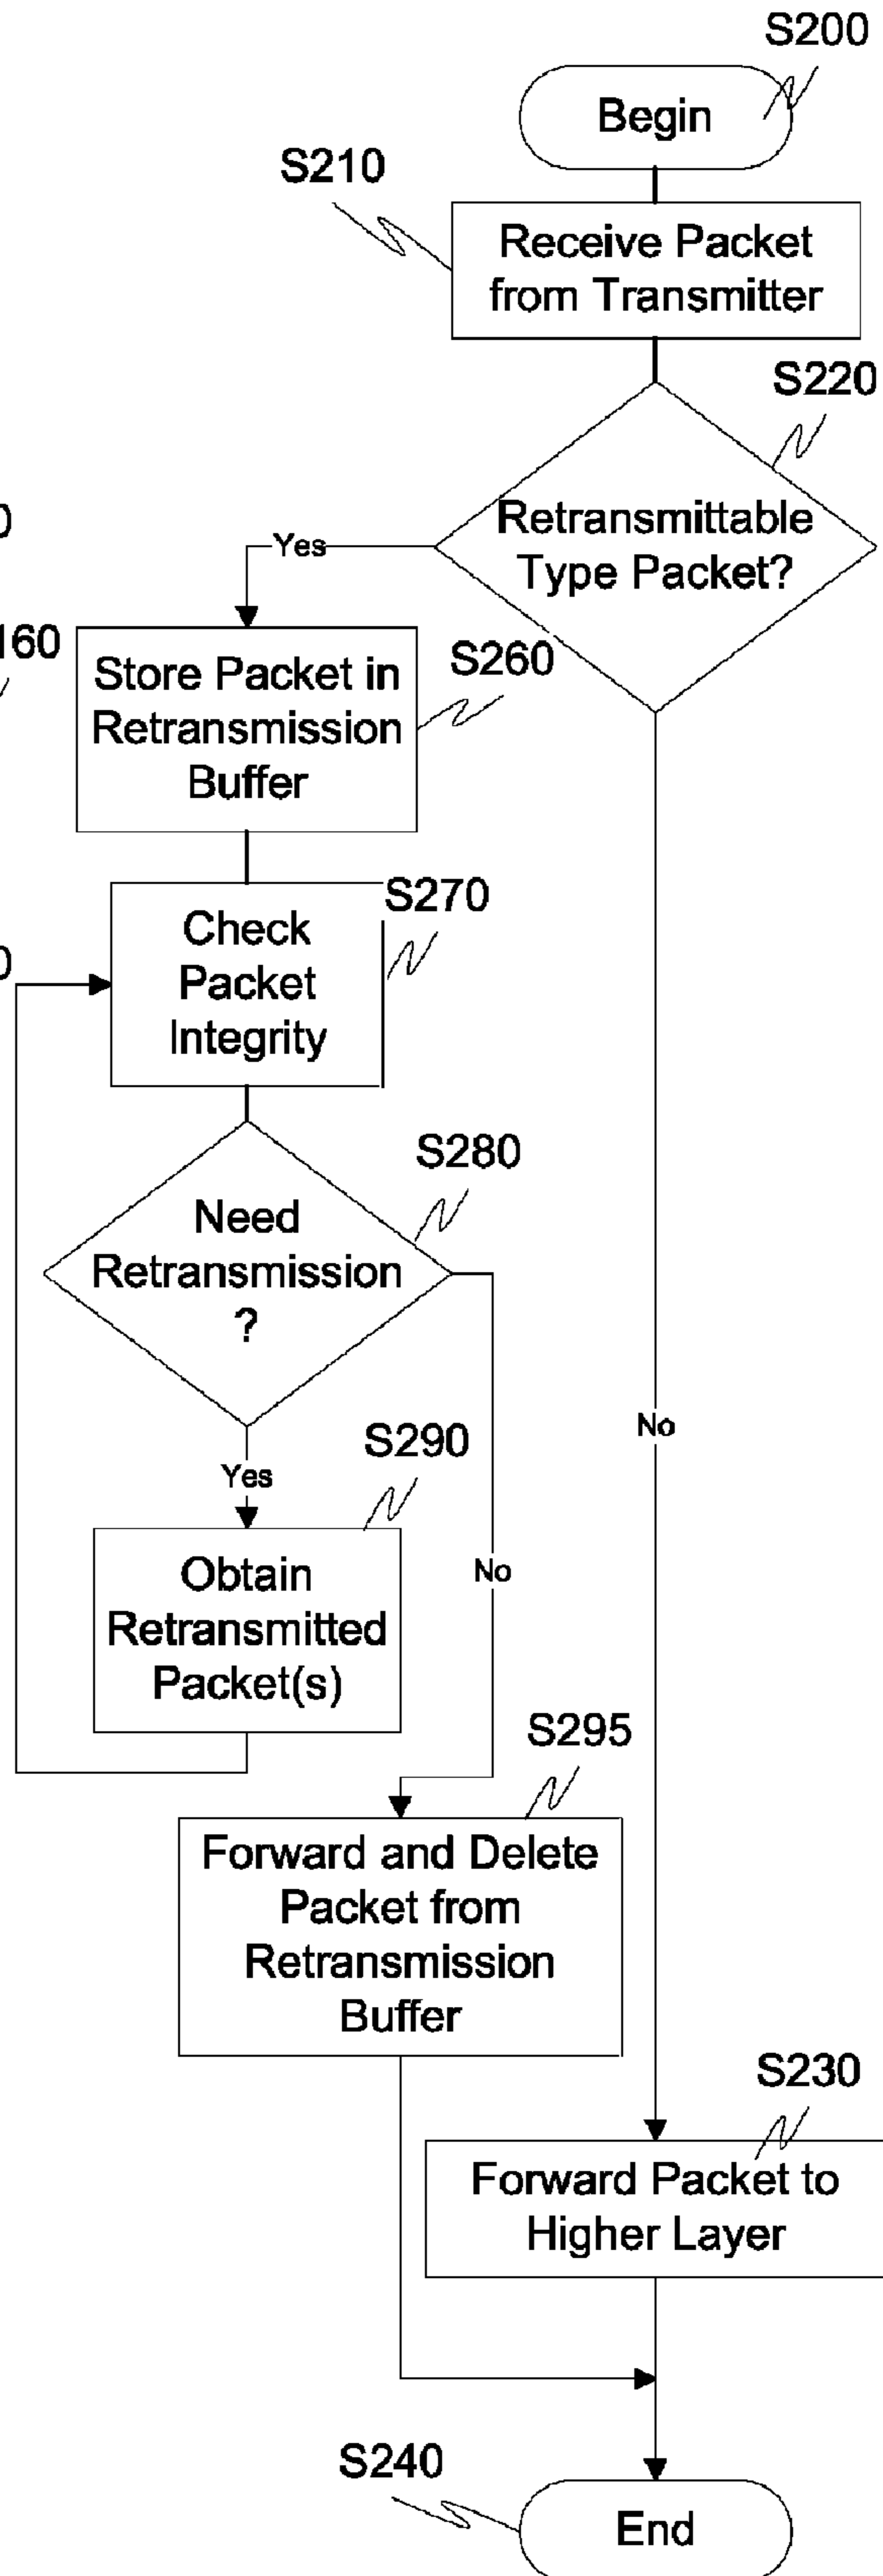 S200
Begin
S210
Receive Packet
from Transmitter
S220
Retransmittable
Type Packet?
Yes
0
160
Store Packet in
Retransmission
Buffer
S260
S270
Check
Packet
Integrity
0
S280
Need
Retransmission
?
No
S290
Yes
Obtain
Retransmitted
Packet(s)
No
S295
Forward and Delete
Packet from
Retransmission
Buffer
S230
Forward Packet to
Higher Layer
S240
End